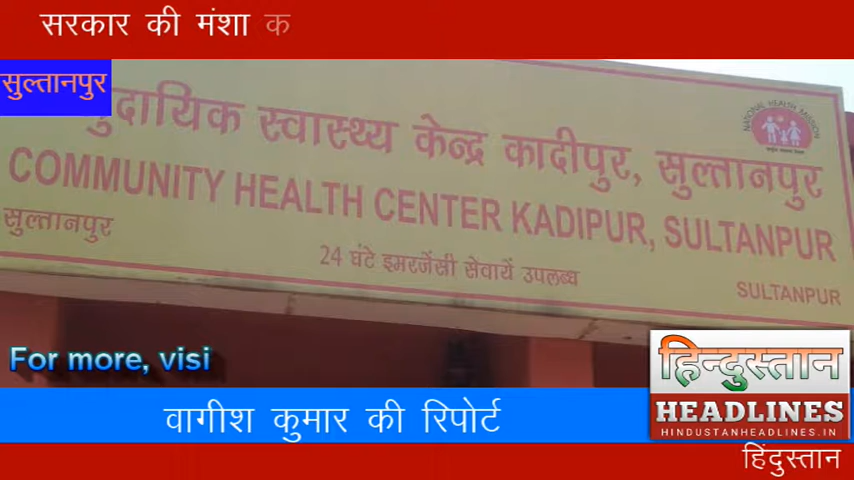 सरकार की मंशा क
सुल्तानपुर
ुदायिक स्वास्थ्य केन्द्र कादीपुर, सुल्तानपुर
NATIONAL HEALTH MISSION
COMMUNITY HEALTH CENTER KADIPUR, SULTANPUR
सुल्तानपुर
24 घंटे इमरजेंसी सेवायें उपलब्ध
SULTANPUR
For more, visi
हिन्दुस्तान
HEADLINES
HINDUSTANHEADLINES.IN
वागीश कुमार की रिपोर्ट
हिंदुस्तान